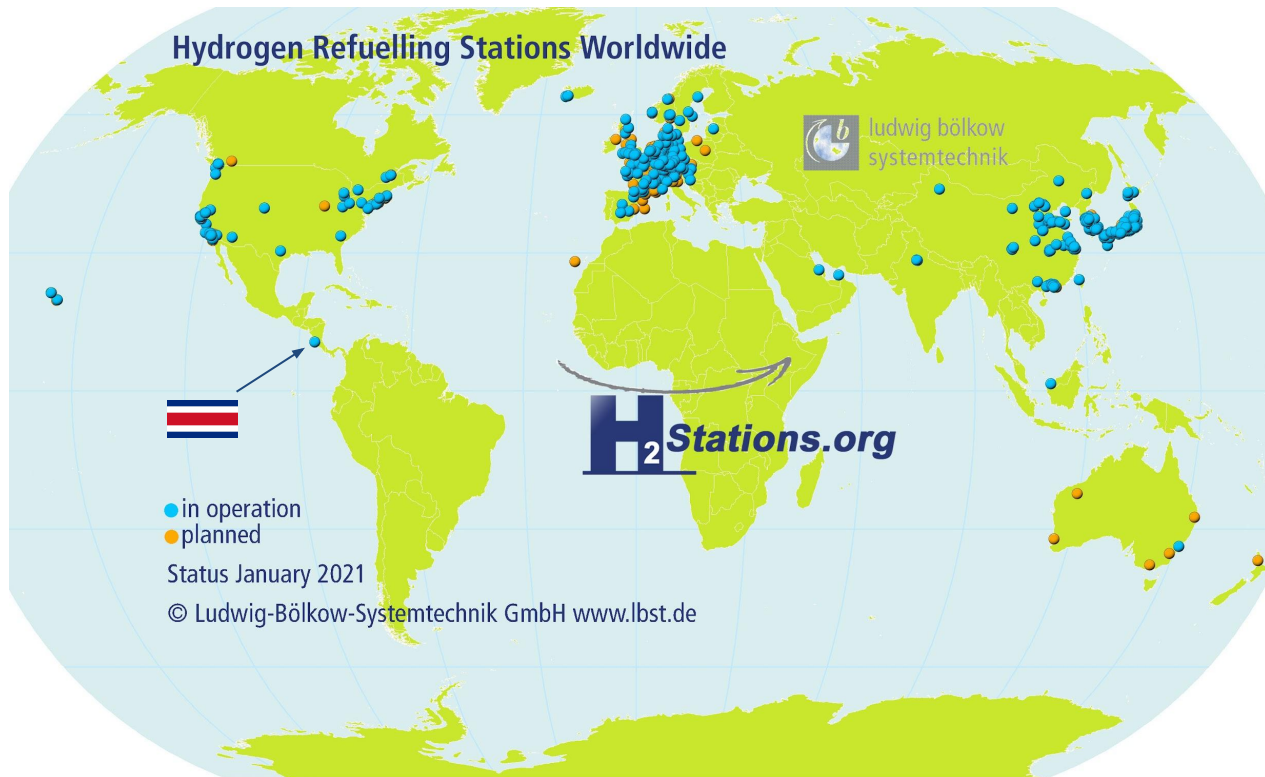 Hydrogen Refuelling Stations Worldwide
b
ludwig bölkow
systemtechnik
H2Stations.org
in operation
planned
Status January 2021
© Ludwig-Bölkow-Systemtechnik GmbH www.lbst.de